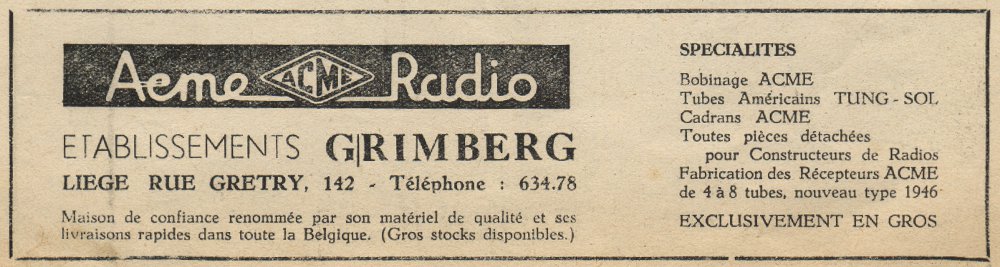 Acme ACME Radio
ETABLISSEMENTS GRIMBERG
LIEGE RUE GRETRY, 142 - Téléphone : 634.78
Maison de confiance renommée par son matériel de qualité et ses
livraisons rapides dans toute la Belgique. (Gros stocks disponibles.)
SPECIALITES
Bobinage ACME
Tubes Américains TUNG - SOL
Cadrans ACME
Toutes pièces détachées
pour Constructeurs de Radios
Fabrication des Récepteurs ACME
de 4 à 8 tubes, nouveau type 1946
EXCLUSIVEMENT EN GROS